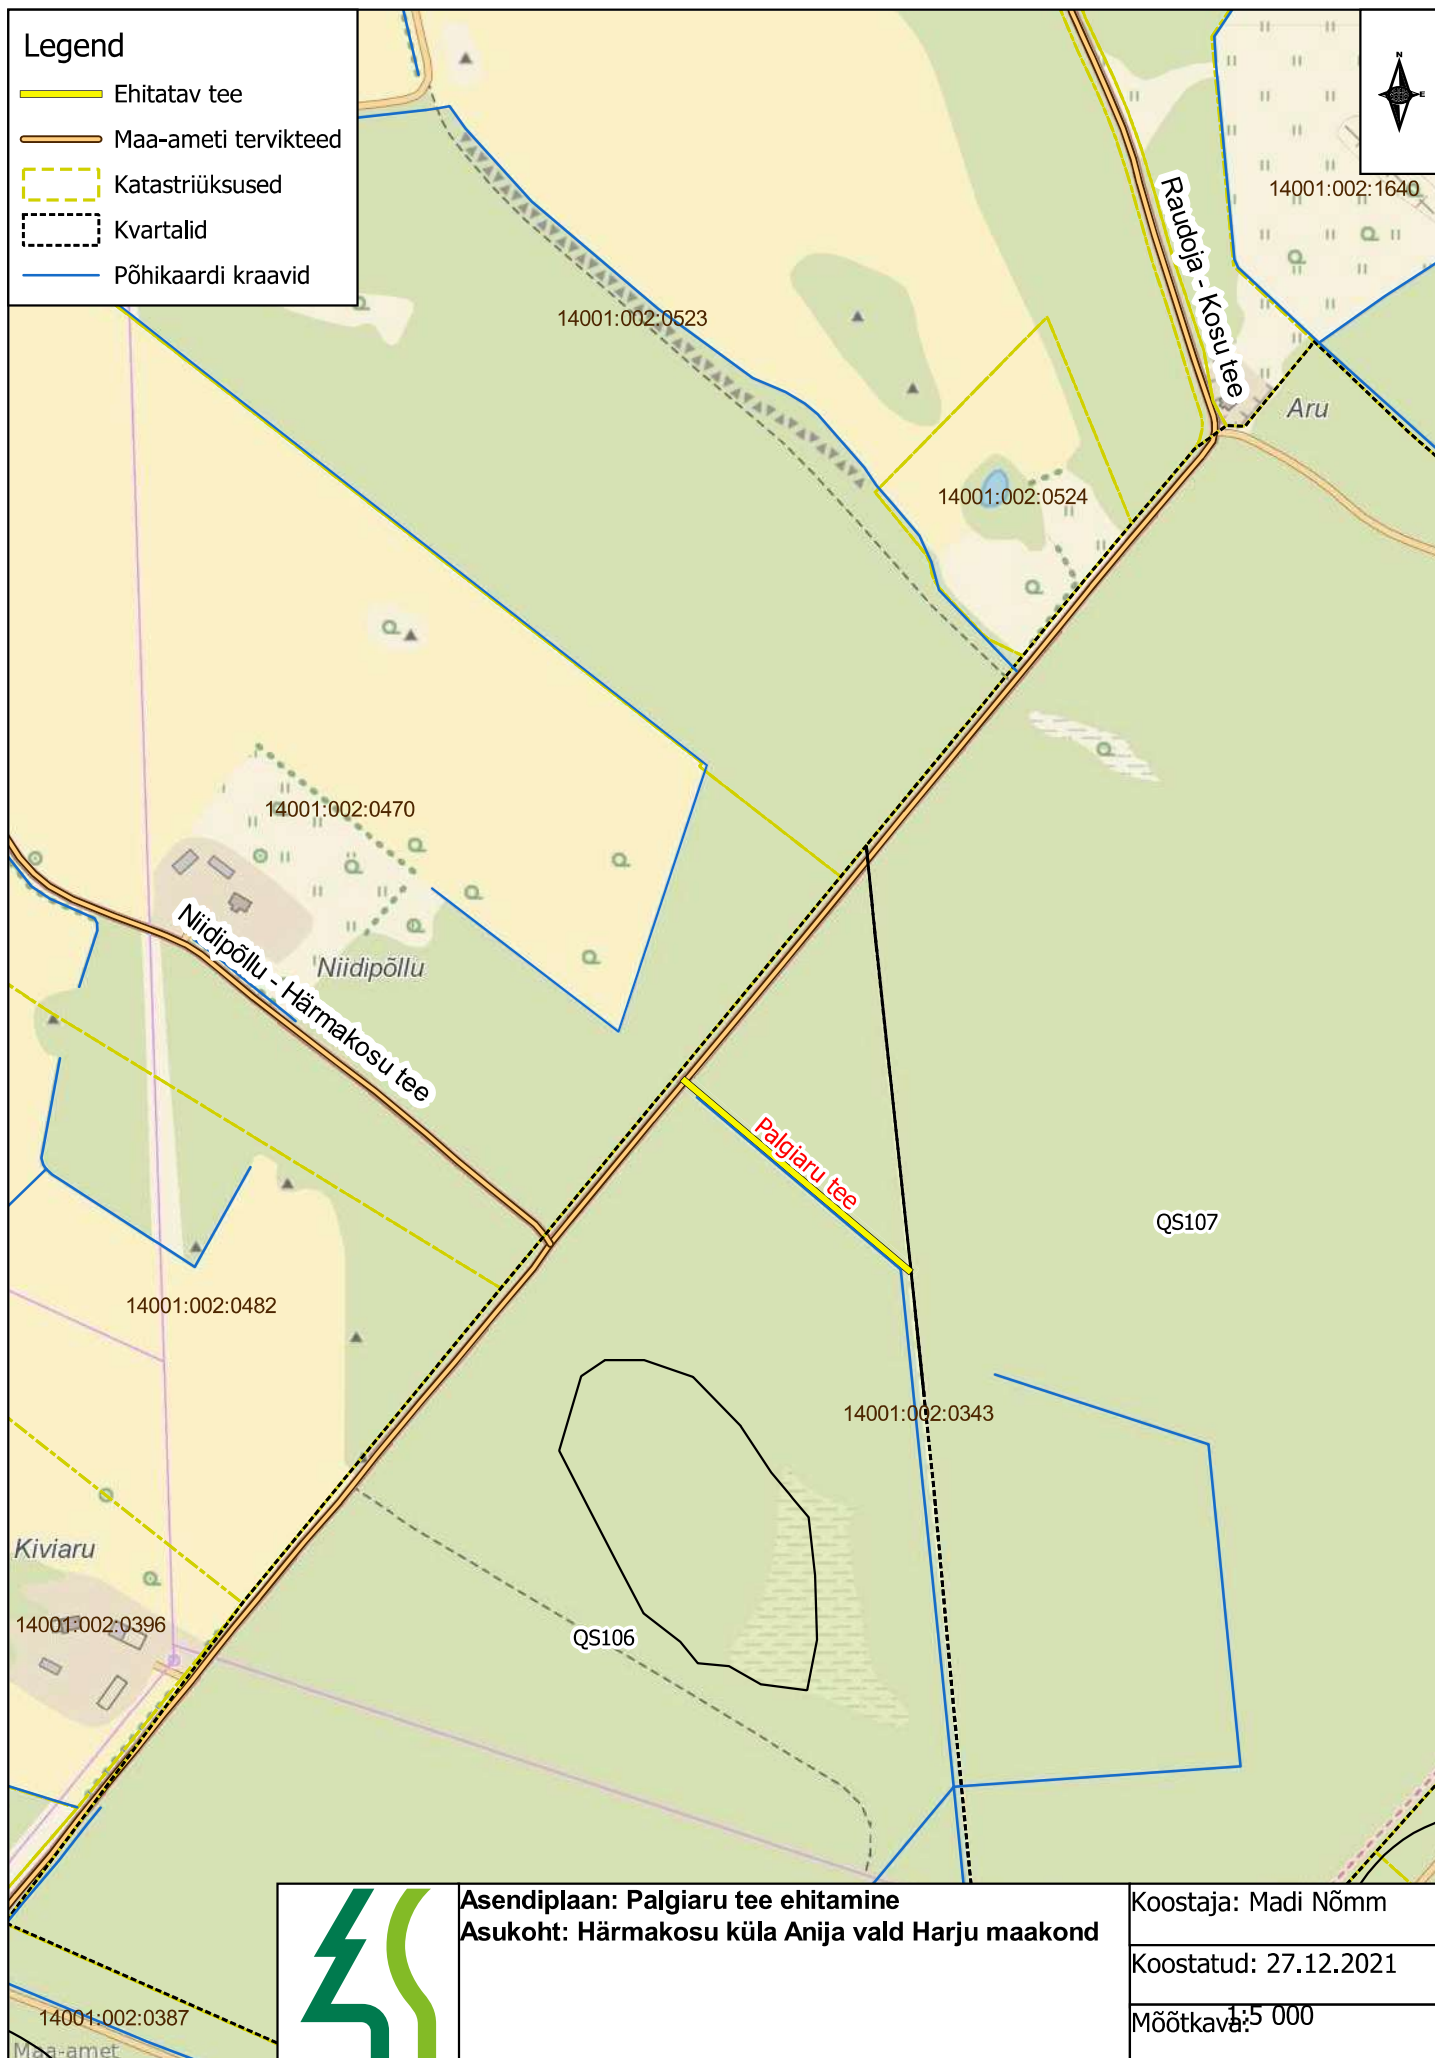 Legend
Ehitatav tee
Maa-ameti tervikteed
Katastriüksused
Kvartalid
Põhikaardi kraavid
N
E
14001:002:1640
Raudoja - Kosu tee
14001:002:0523
Aru
14001:002:0524
14001:002:0470
Niidipõllu - Härmakosu tee
Niidipõllu
Palgiaru tee
QS107
14001:002:0482
14001:002:0343
Kiviaru
14001:002:0396
QS106
14001:002:0387
Maa-amet
Asendiplaan: Palgiaru tee ehitamine
Asukoht: Härmakosu küla Anija vald Harju maakond
Koostaja: Madi Nõmm
Koostatud: 27.12.2021
Mõõtkava: 1:5 000